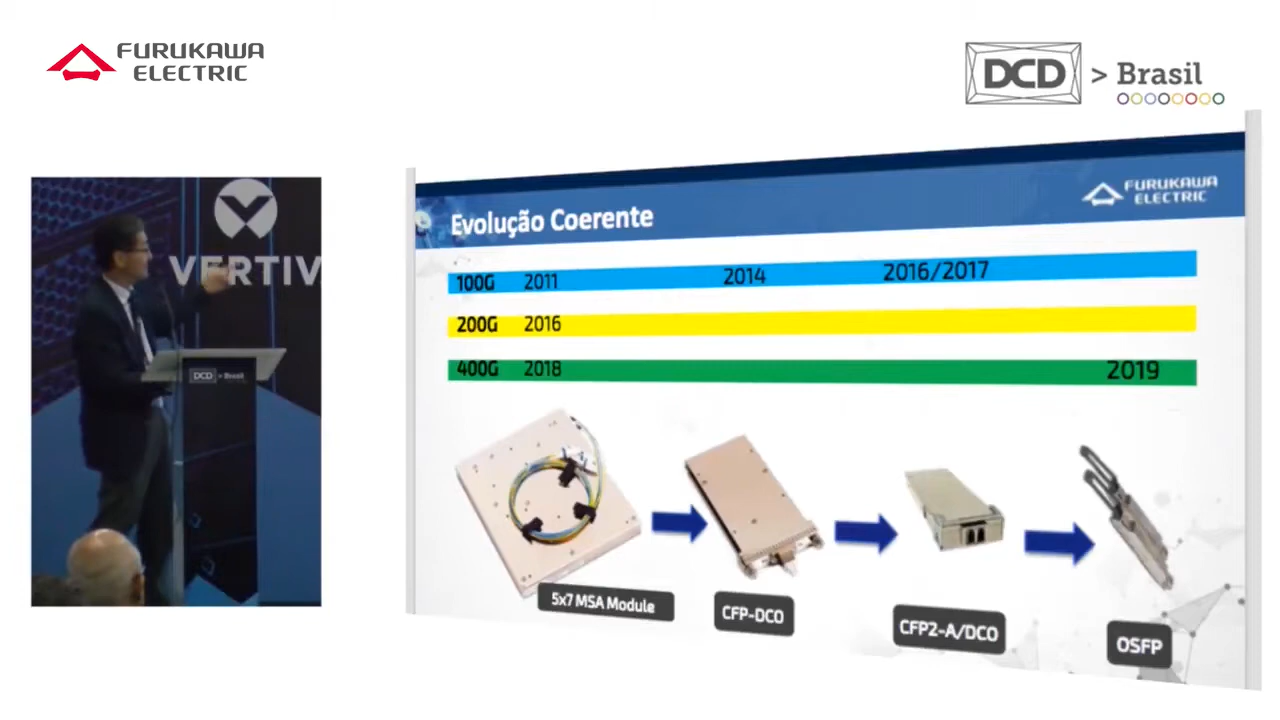 FURUKAWA
ELECTRIC
DCD > Brasil
VERTIV
DCD > Brasil
Evolução Coerente
FURUKAWA
ELECTRIC
100G 2011 2014 2016/2017
200G 2016
400G 2018 2019
5x7 MSA Module
CFP-DCO
CFP2-A/DCO
OSFP